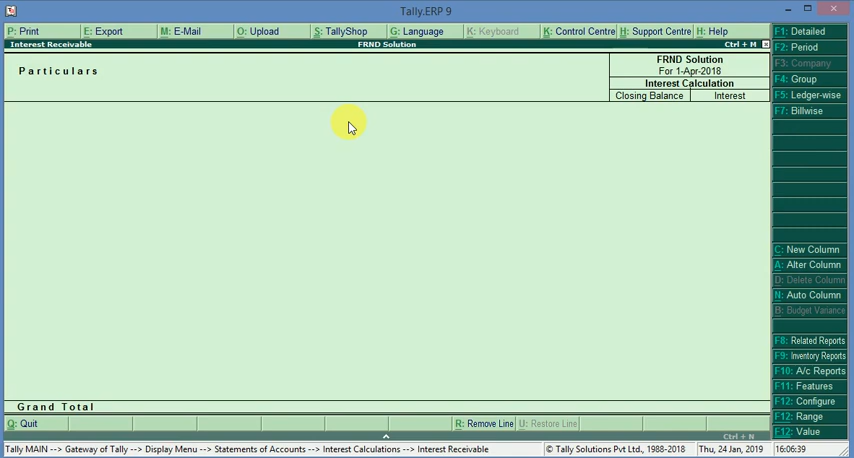 Tally.ERP 9
P: Print
E: Export
M: E-Mail
O: Upload
S: TallyShop
G: Language
K: Keyboard
K: Control Centre
H: Support Centre
H: Help
Interest Receivable
FRND Solution
Ctrl + M
Particulars
FRND Solution
For 1-Apr-2018
Interest Calculation
Closing Balance
Interest
Grand Total
F1: Detailed
F2: Period
F3: Company
F4: Group
F5: Ledger-wise
F7: Billwise
C: New Column
A: Alter Column
D: Delete Column
N: Auto Column
B: Budget Variance
F8: Related Reports
F9: Inventory Reports
F10: A/c Reports
F11: Features
F12: Configure
F12: Range
F12: Value
Q: Quit
R: Remove Line
U: Restore Line
Ctrl + N
Tally MAIN --> Gateway of Tally --> Display Menu --> Statements of Accounts --> Interest Calculations --> Interest Receivable
© Tally Solutions Pvt Ltd., 1988-2018
Thu, 24 Jan, 2019
16:06:39